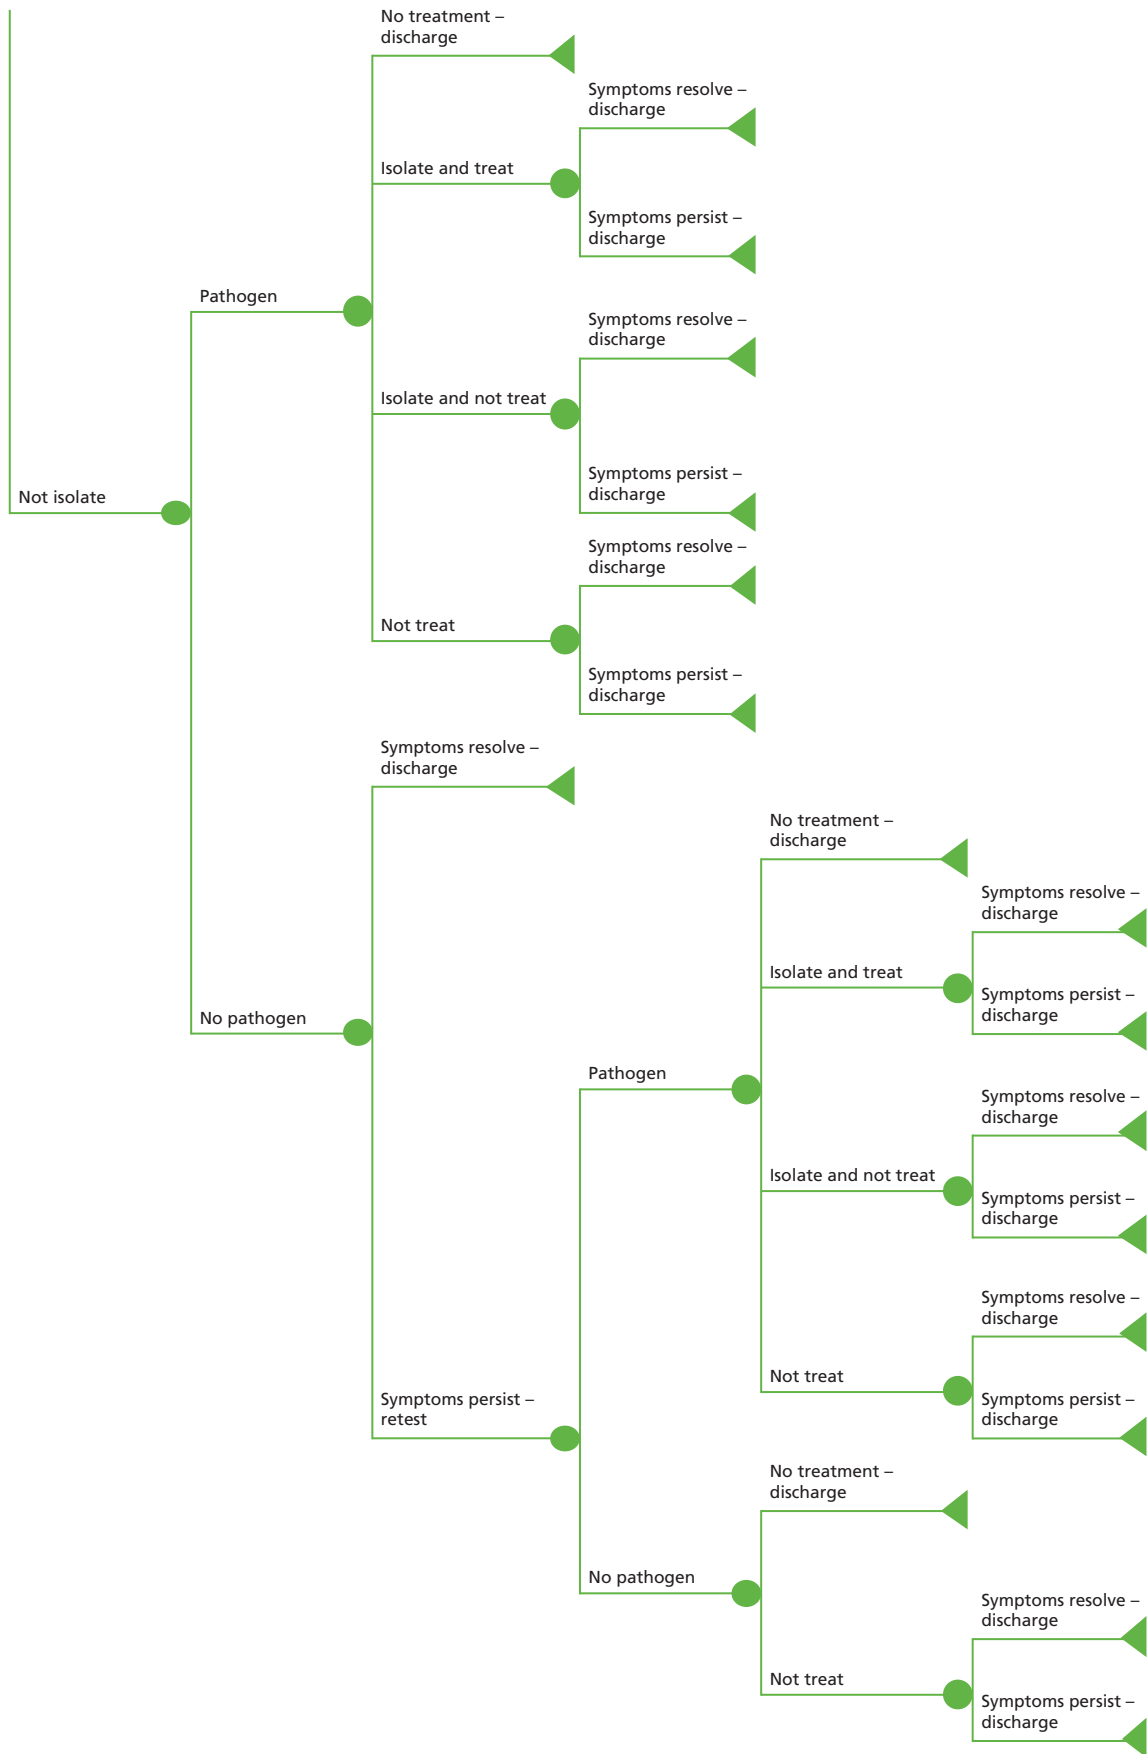 No treatment –
discharge
Symptoms resolve –
discharge
Isolate and treat
Symptoms persist –
discharge
Pathogen
Symptoms resolve –
discharge
Isolate and not treat
Symptoms persist –
discharge
Not isolate
Symptoms resolve –
discharge
Not treat
Symptoms persist –
discharge
Symptoms resolve –
discharge
No treatment –
discharge
Symptoms resolve –
discharge
Isolate and treat
Symptoms persist –
discharge
No pathogen
Pathogen
Symptoms resolve –
discharge
Isolate and not treat
Symptoms persist –
discharge
Symptoms resolve –
discharge
Not treat
Symptoms persist –
retest
Symptoms persist –
discharge
No treatment –
discharge
No pathogen
Symptoms resolve –
discharge
Not treat
Symptoms persist –
discharge